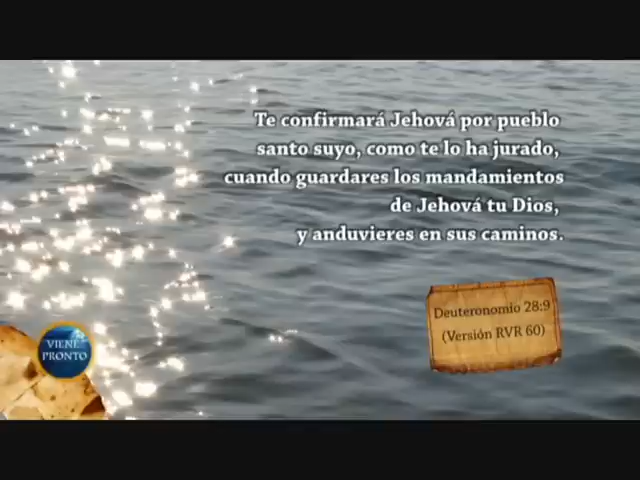 Te confirmará Jehová por pueblo
santo suyo, como te lo ha jurado,
cuando guardares los mandamientos
de Jehová tu Dios,
y anduvieres en sus caminos.
Deuteronomio 28:9
(Versión RVR 60)
VIENE
PRONTO